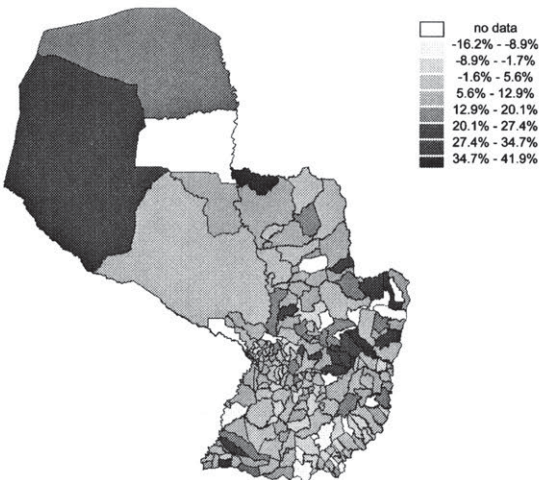 no data
-16.2% - -8.9%
-8.9% - -1.7%
-1.6% - 5.6%
5.6% - 12.9%
12.9% - 20.1%
20.1% - 27.4%
27.4% - 34.7%
34.7% - 41.9%